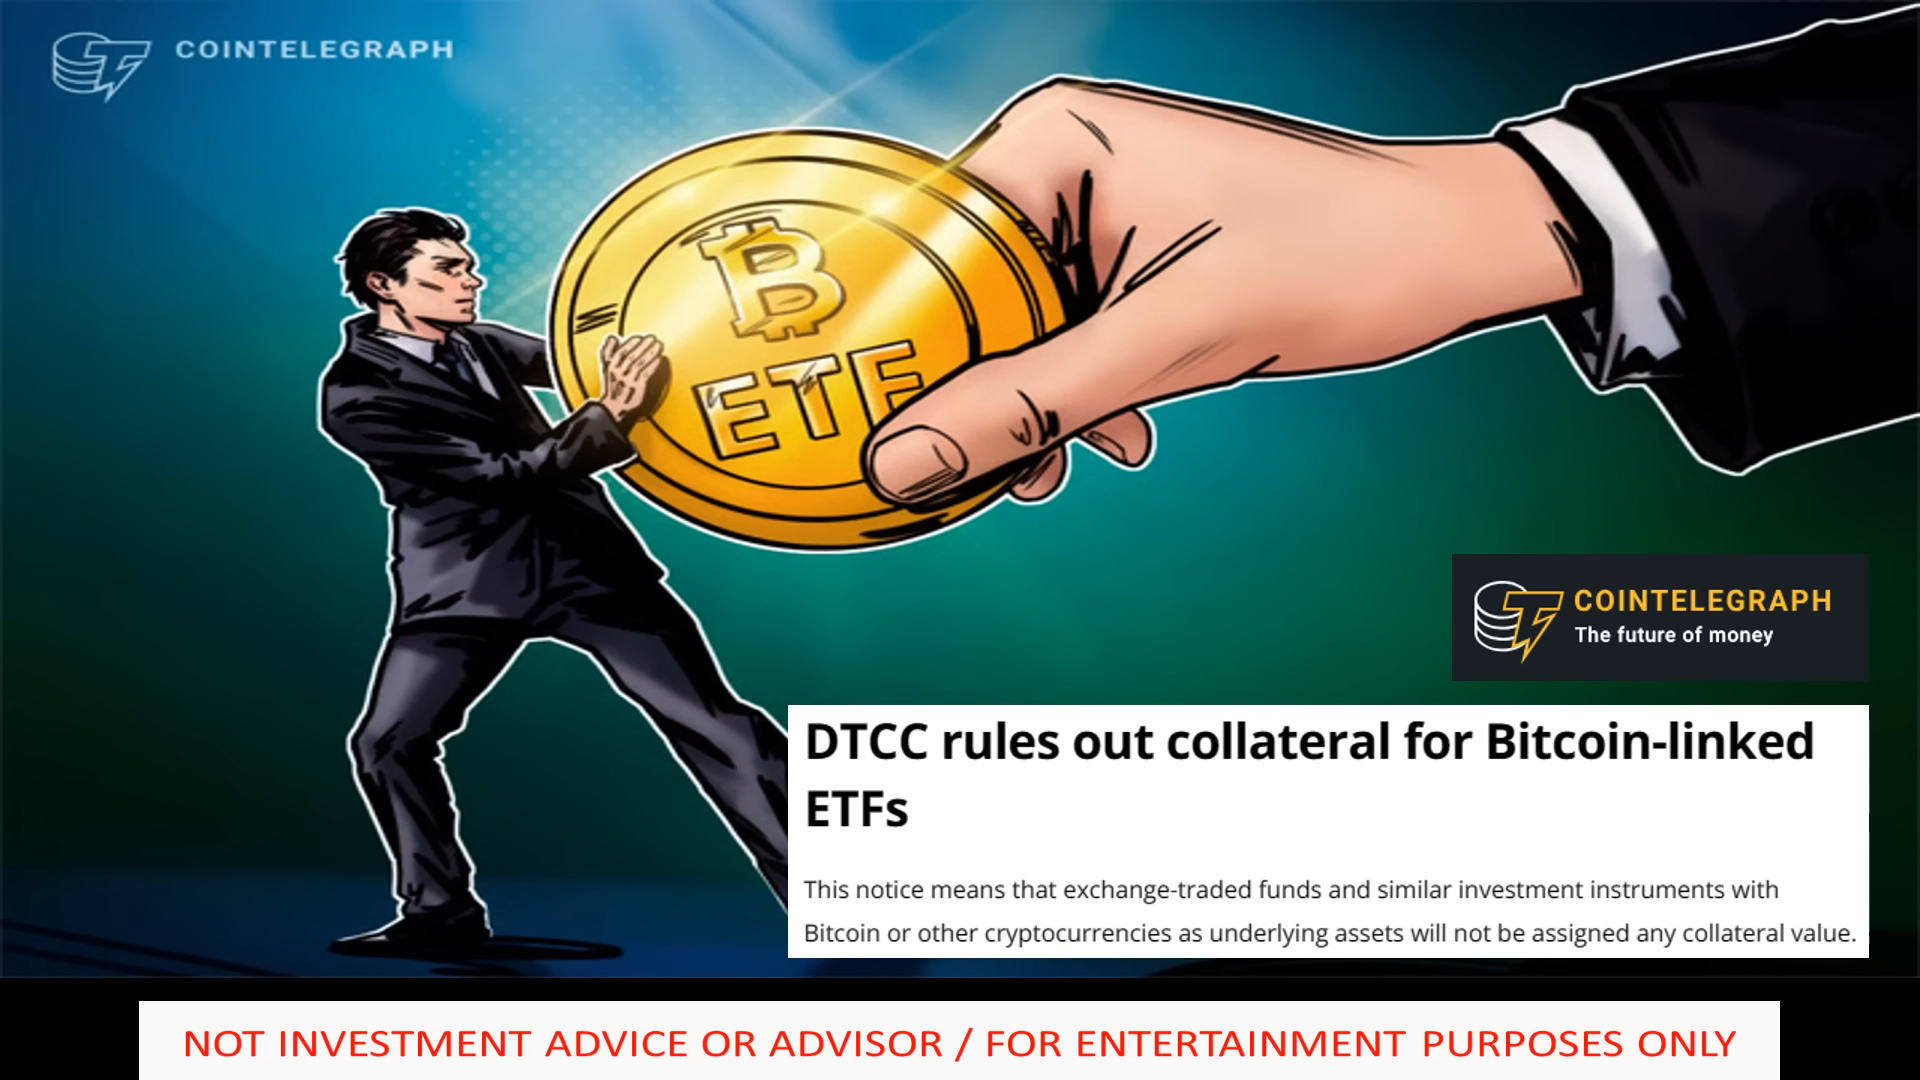 COINTELEGRAPH
B
ETF
COINTELEGRAPH
The future of money
DTCC rules out collateral for Bitcoin-linked
ETFs
This notice means that exchange-traded funds and similar investment instruments with
Bitcoin or other cryptocurrencies as underlying assets will not be assigned any collateral value.
NOT INVESTMENT ADVICE OR ADVISOR / FOR ENTERTAINMENT PURPOSES ONLY